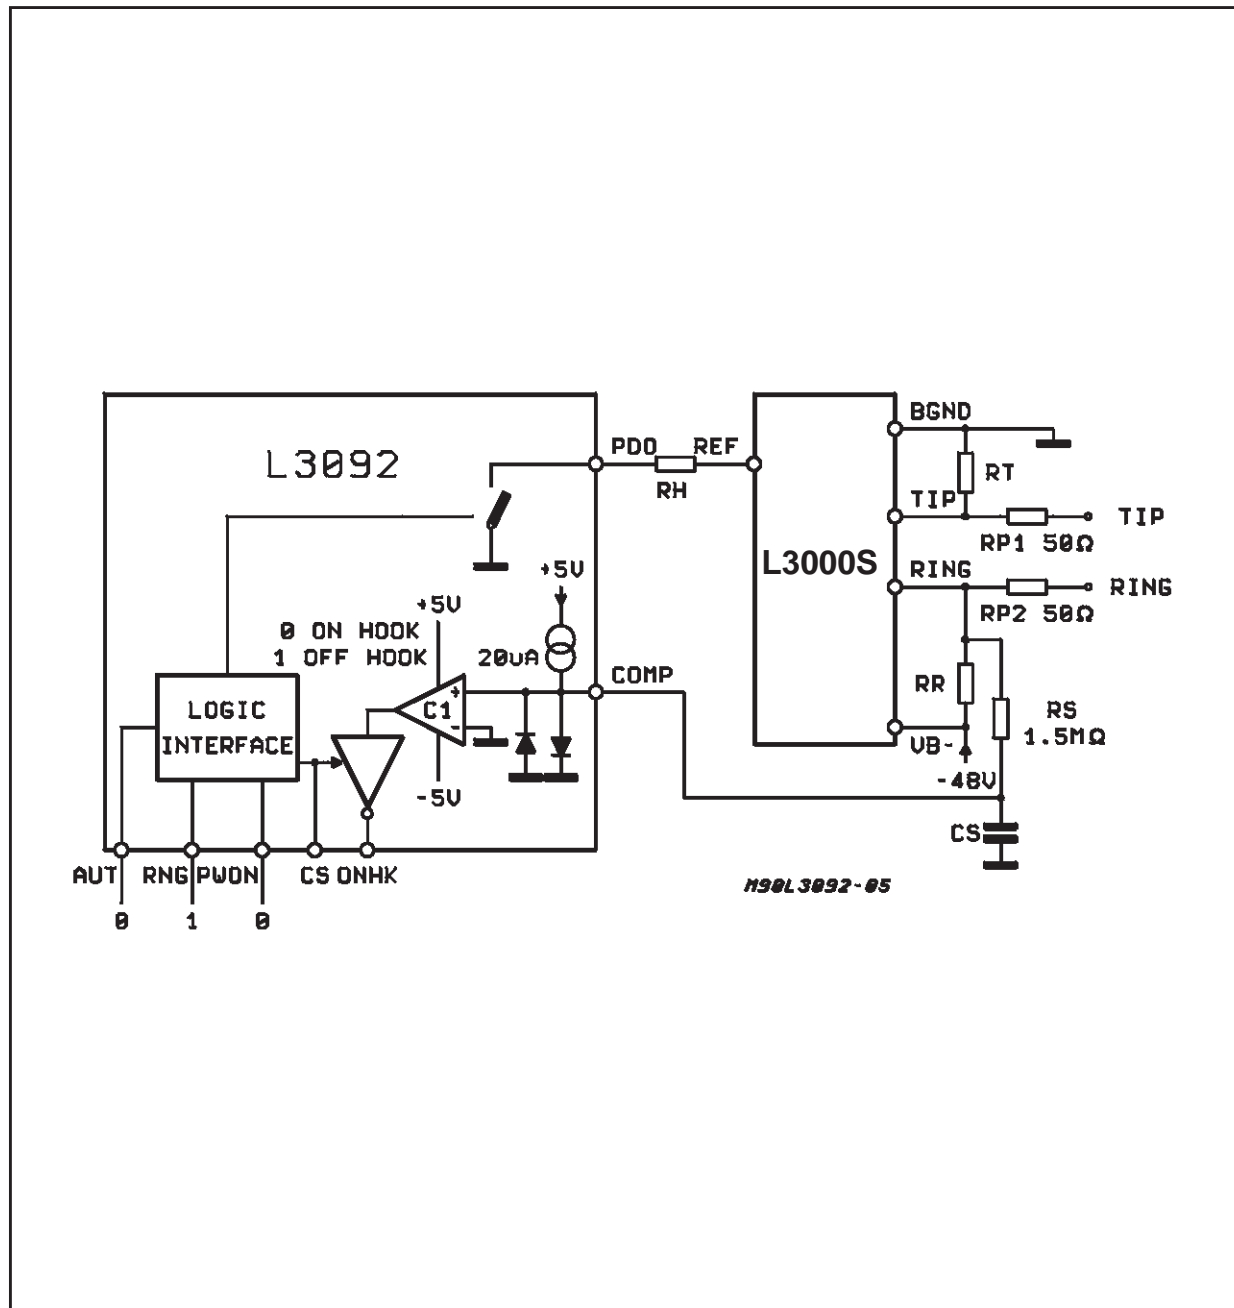 L3092
PDO
REF
RH
BGND
RT
TIP
RP1 50Ω
TIP
L3000S
RING
RP2 50Ω
RING
+5V
+5V
0 ON HOOK
1 OFF HOOK
20uA
COMP
+
C1
-
LOGIC
INTERFACE
-5V
RR
RS
1.5MΩ
VB-
-48V
CS
AUT
RNG
PWON
CS
ONHK
M90L3092-05
0
1
0